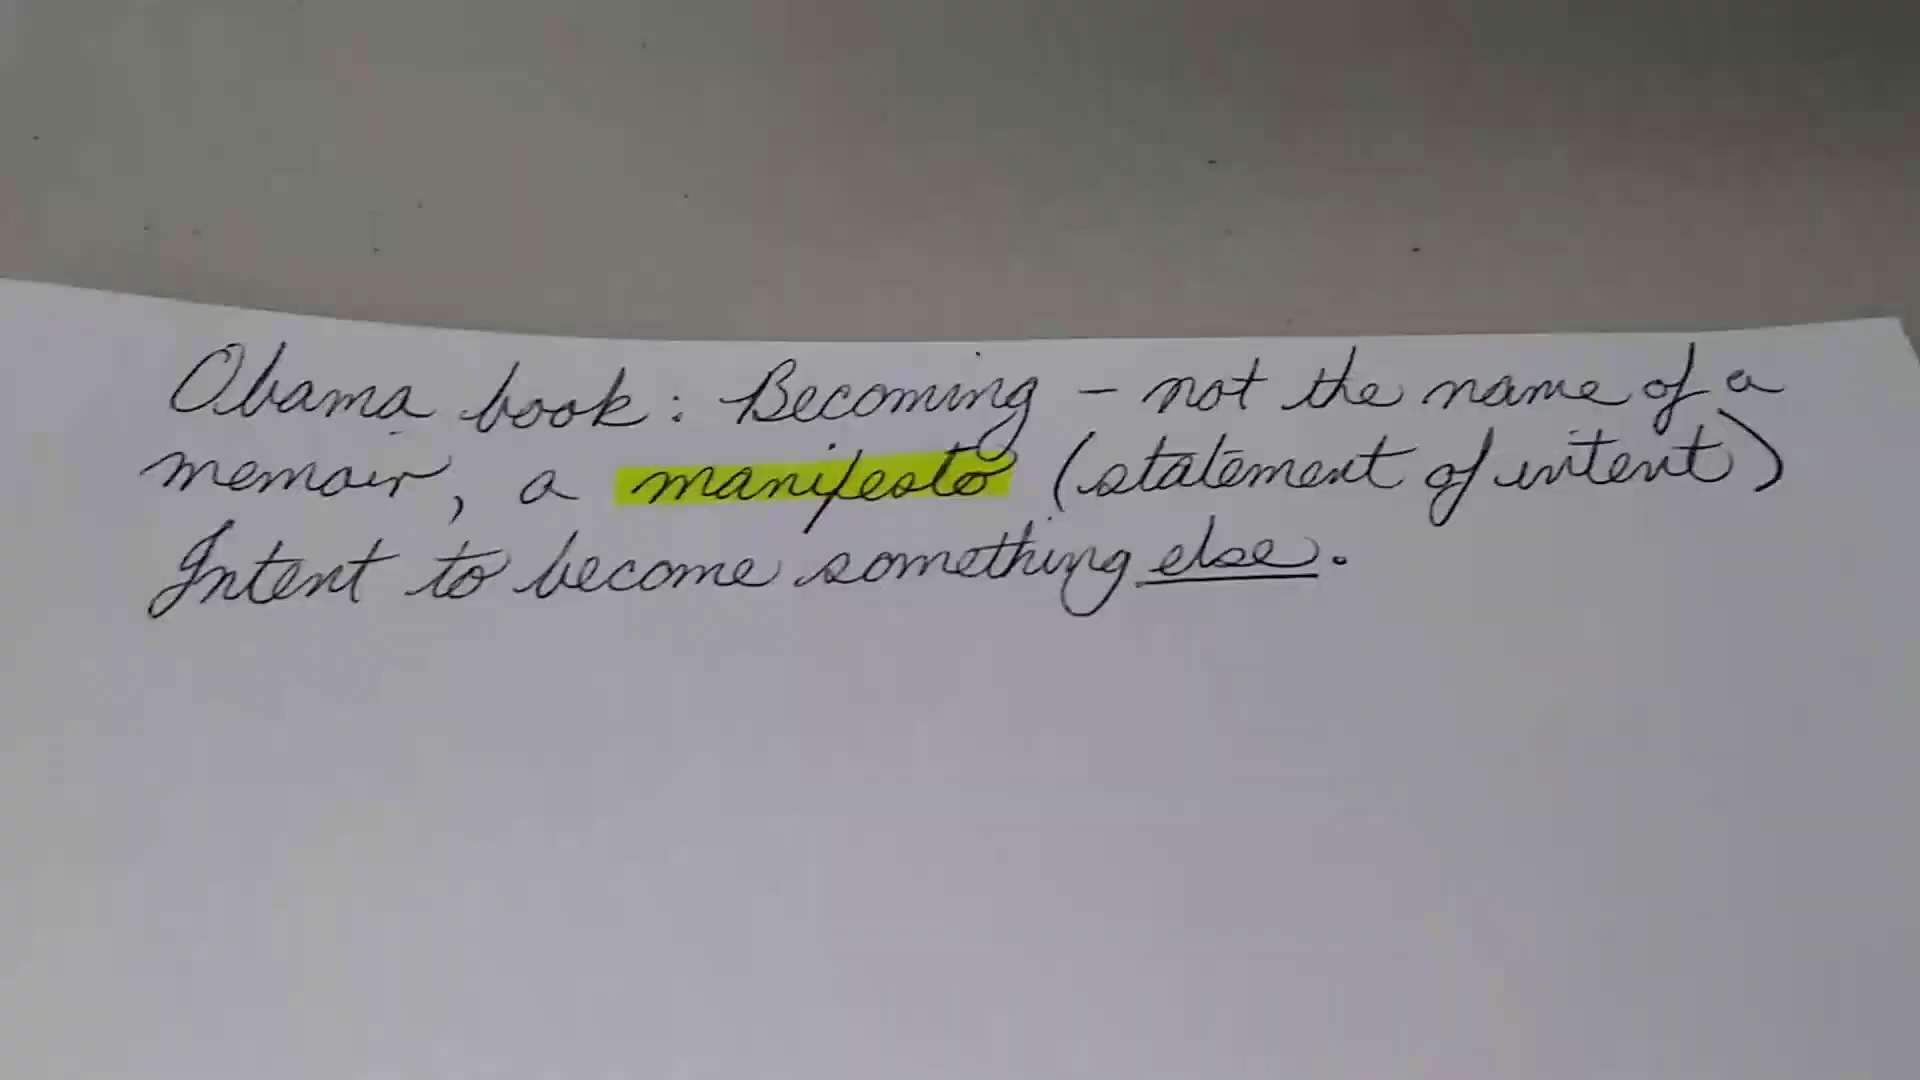 Obama book: Becoming - not the name of a
memoir, a manifesto (statement of intent)
Intent to become something else.